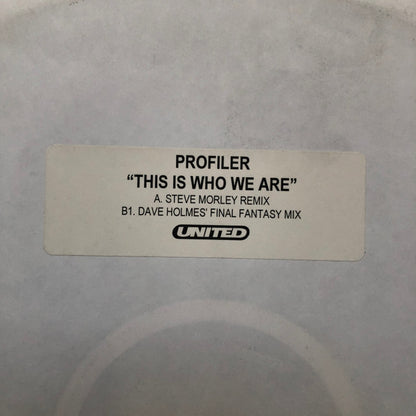 PROFILER
"THIS IS WHO WE ARE"
A. STEVE MORLEY REMIX
B1. DAVE HOLMES' FINAL FANTASY MIX
UNITED